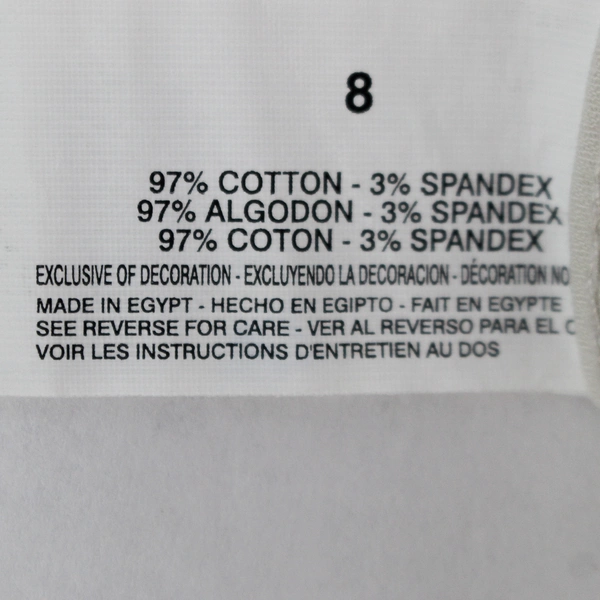 8
97% COTTON - 3% SPANDEX
97% ALGODON - 3% SPANDEX
97% COTON - 3% SPANDEX
EXCLUSIVE OF DECORATION - EXCLUYENDO LA DECORACION - DÉCORATION NO
MADE IN EGYPT - HECHO EN EGIPTO - FAIT EN EGYPTE
SEE REVERSE FOR CARE - VER AL REVERSO PARA EL
VOIR LES INSTRUCTIONS D'ENTRETIEN AU DOS